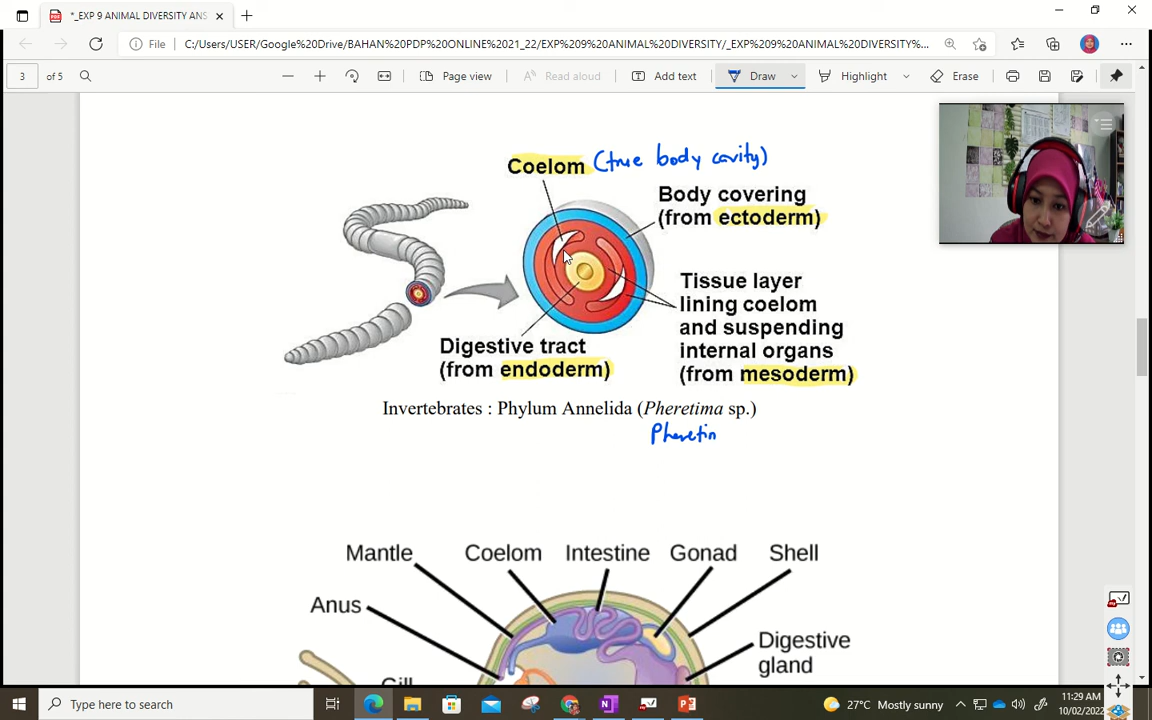 *_EXP 9 ANIMAL DIVERSITY ANS
File C:/Users/USER/Google%20Drive/BAHAN%20PDP%20ONLINE%2021_22/EXP%209%20ANIMAL%20DIVERSITY/_EXP%209%20ANIMAL%20DIVERSITY%...
3 of 5 Page view Read aloud Add text Draw Highlight Erase
Coelom (true body cavity)
Body covering
(from ectoderm)
Tissue layer
lining coelom
and suspending
internal organs
(from mesoderm)
Digestive tract
(from endoderm)
Invertebrates : Phylum Annelida (Pheretima sp.)
Pheretin
Mantle Coelom Intestine Gonad Shell
Anus
Digestive
gland
Gill
Type here to search
27°C Mostly sunny
11:29 AM
10/02/2022